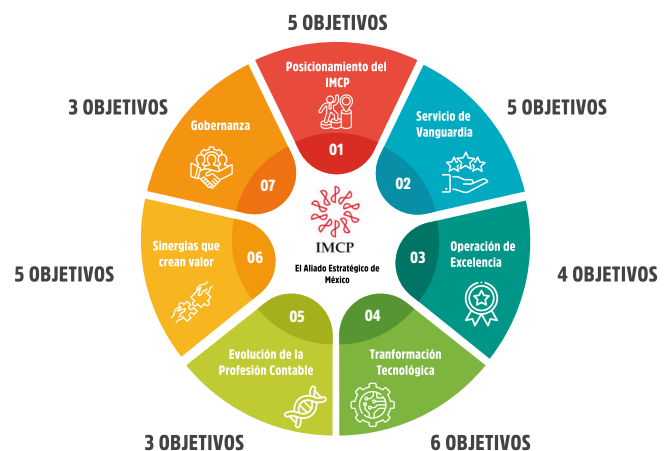 5 OBJETIVOS
Posicionamiento del
IMCP
01
5 OBJETIVOS
Servicio de
Vanguardia
02
Operación de
Excelencia
03
4 OBJETIVOS
04
Tranformación
Tecnológica
6 OBJETIVOS
05
Evolución de la
Profesión Contable
3 OBJETIVOS
Sinergias que
crean valor
06
5 OBJETIVOS
3 OBJETIVOS
Gobernanza
07
IMCP
El Aliado Estratégico de
México